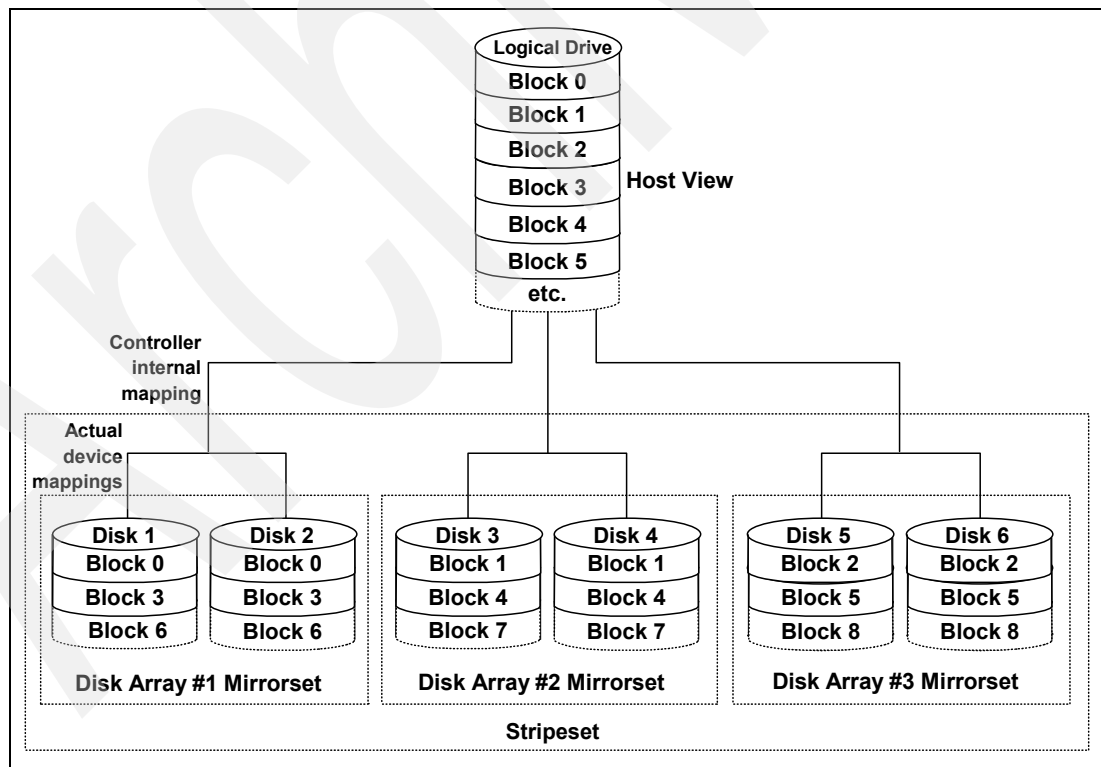 Logical Drive
Block 0
Block 1
Block 2
Block 3
Host View
Block 4
Block 5
etc.
Controller
internal
mapping
Actual
device
mappings
Disk 1
Block 0
Block 3
Block 6
Disk 2
Block 0
Block 3
Block 6
Disk Array #1 Mirrorset
Disk 3
Block 1
Block 4
Block 7
Disk 4
Block 1
Block 4
Block 7
Disk Array #2 Mirrorset
Disk 5
Block 2
Block 5
Block 8
Disk 6
Block 2
Block 5
Block 8
Disk Array #3 Mirrorset
Stripeset